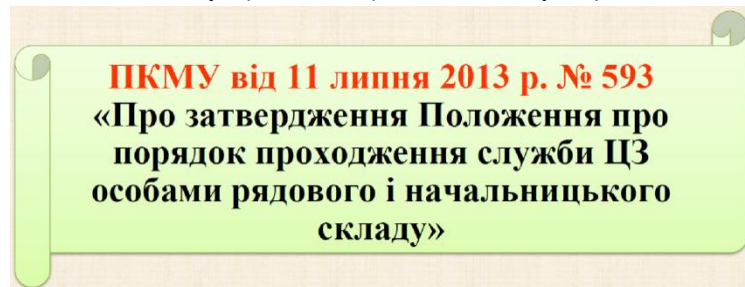 ПКМУ від 11 липня 2013 р. № 593
«Про затвердження Положення про
порядок проходження служби ЦЗ
особами рядового і начальницького
складу»